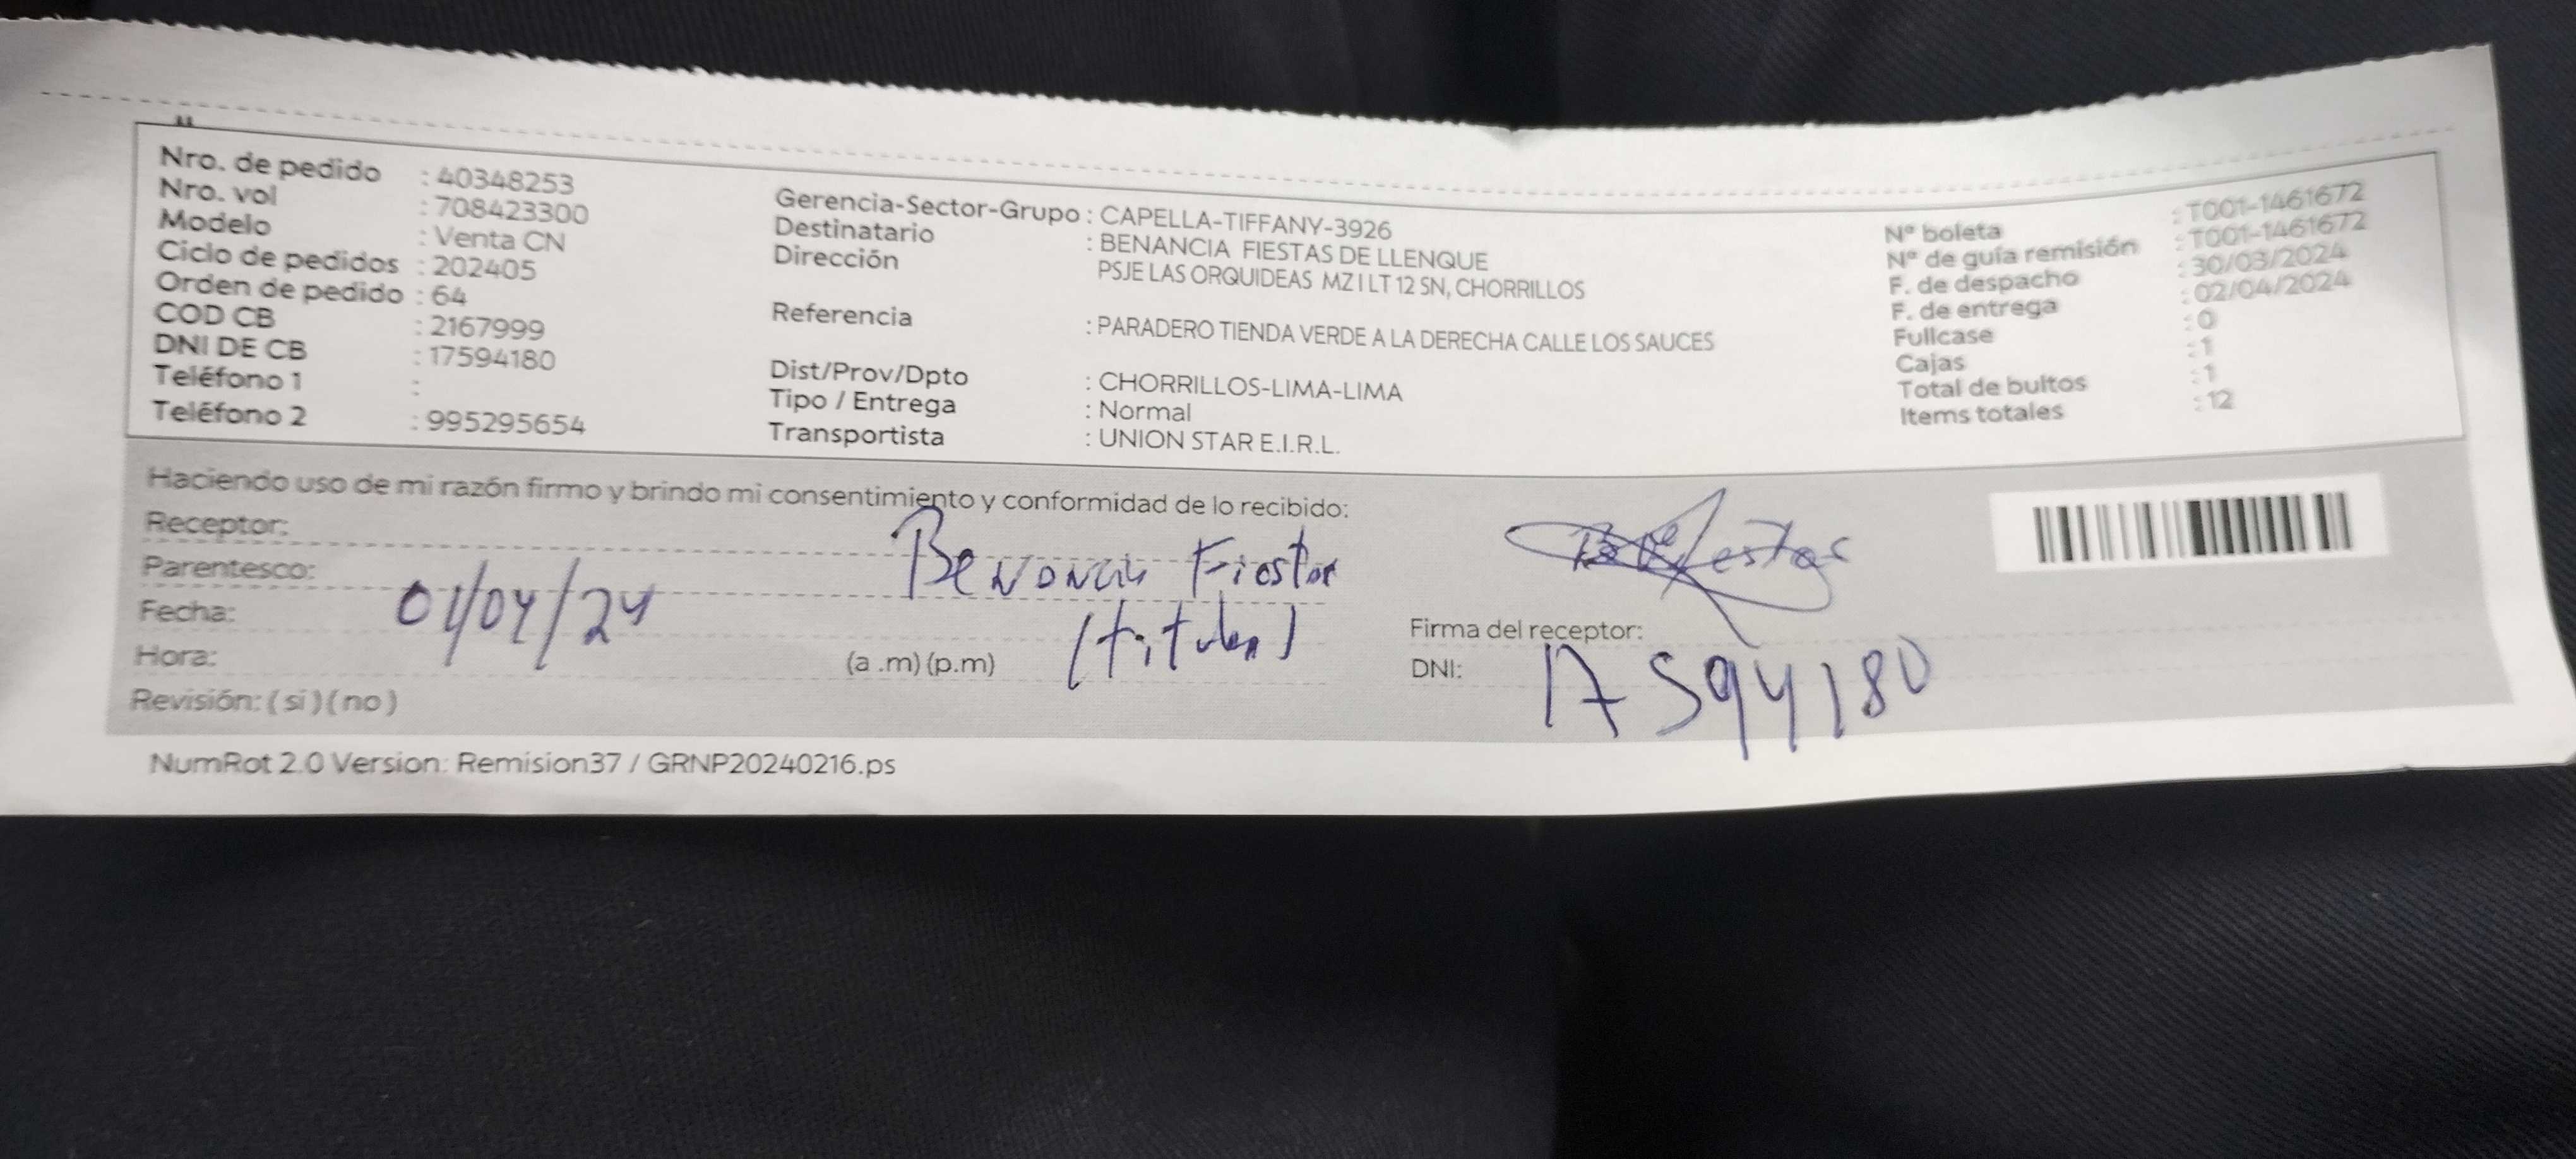 Nro. de pedido : 40348253
Nro. vol : 708423300
Modelo : Venta CN
Ciclo de pedidos : 202405
Orden de pedido : 64
COD CB : 2167999
DNI DE CB : 17594180
Teléfono 1 :
Teléfono 2 : 995295654
Gerencia-Sector-Grupo : CAPELLA-TIFFANY-3926
Destinatario : BENANCIA FIESTAS DE LLENQUE
Dirección PSJE LAS ORQUIDEAS MZ I LT 12 SN, CHORRILLOS
Referencia : PARADERO TIENDA VERDE A LA DERECHA CALLE LOS SAUCES
Dist/Prov/Dpto : CHORRILLOS-LIMA-LIMA
Tipo / Entrega : Normal
Transportista : UNION STAR E.I.R.L.
N° boleta : T001-1461672
N° de guía remisión : T001-1461672
F. de despacho : 30/03/2024
F. de entrega : 02/04/2024
Fullcase : 0
Cajas : 1
Total de bultos : 1
Items totales : 12
Haciendo uso de mi razón firmo y brindo mi consentimiento y conformidad de lo recibido:
Receptor: Benancia Fiestas
Parentesco: (titular)
Fecha: 01/04/24
Hora: (a .m) (p.m)
Revisión: ( si ) ( no )
Firma del receptor:
DNI: 17594180
NumRot 2.0 Version: Remision37 / GRNP20240216.ps